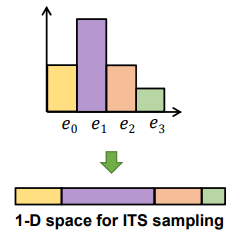 e0 e1 e2 e3
1-D space for ITS sampling